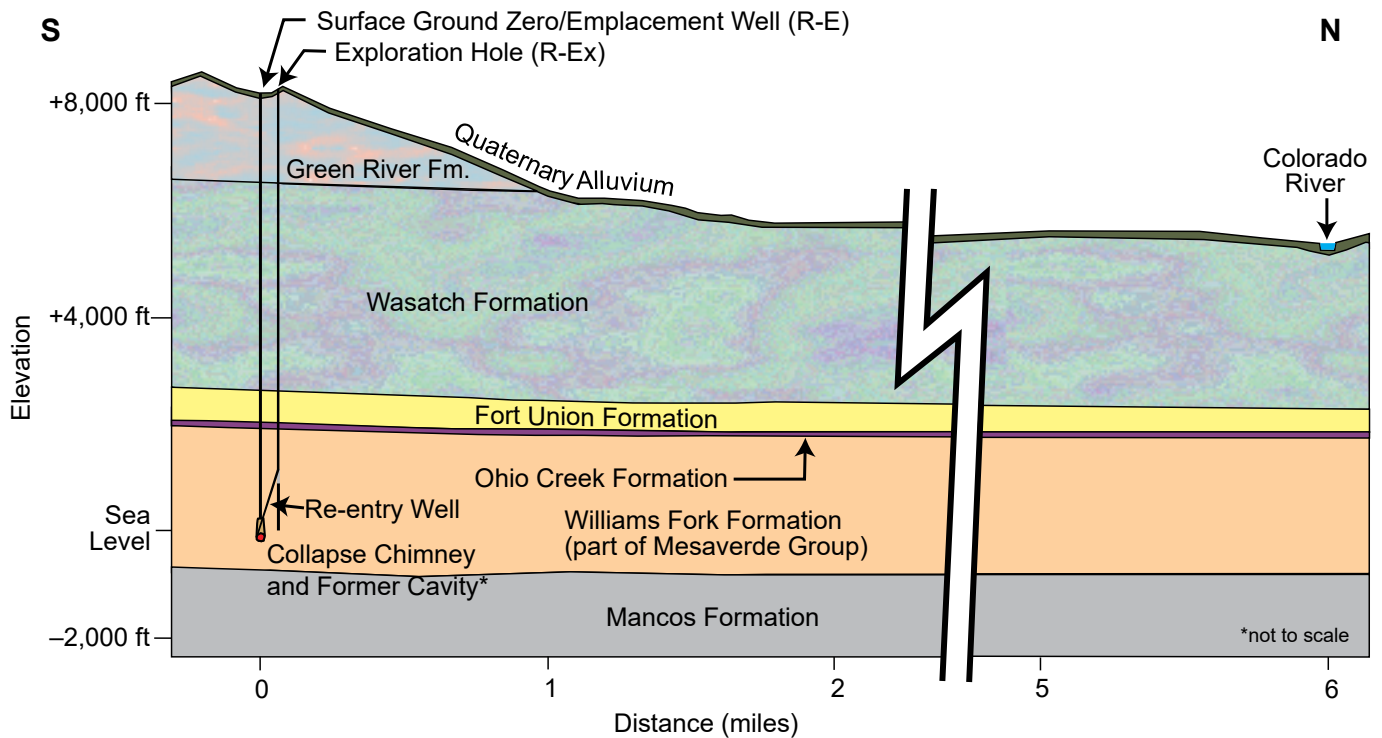 S
Surface Ground Zero/Emplacement Well (R-E)
N
Exploration Hole (R-Ex)
+8,000 ft
Quaternary Alluvium
Colorado
River
Green River Fm.
Wasatch Formation
+4,000 ft
Elevation
Fort Union Formation
Ohio Creek Formation
Re-entry Well
Sea
Level
Williams Fork Formation
(part of Mesaverde Group)
Collapse Chimney
and Former Cavity*
Mancos Formation
–2,000 ft
*not to scale
0
1
2
5
6
Distance (miles)